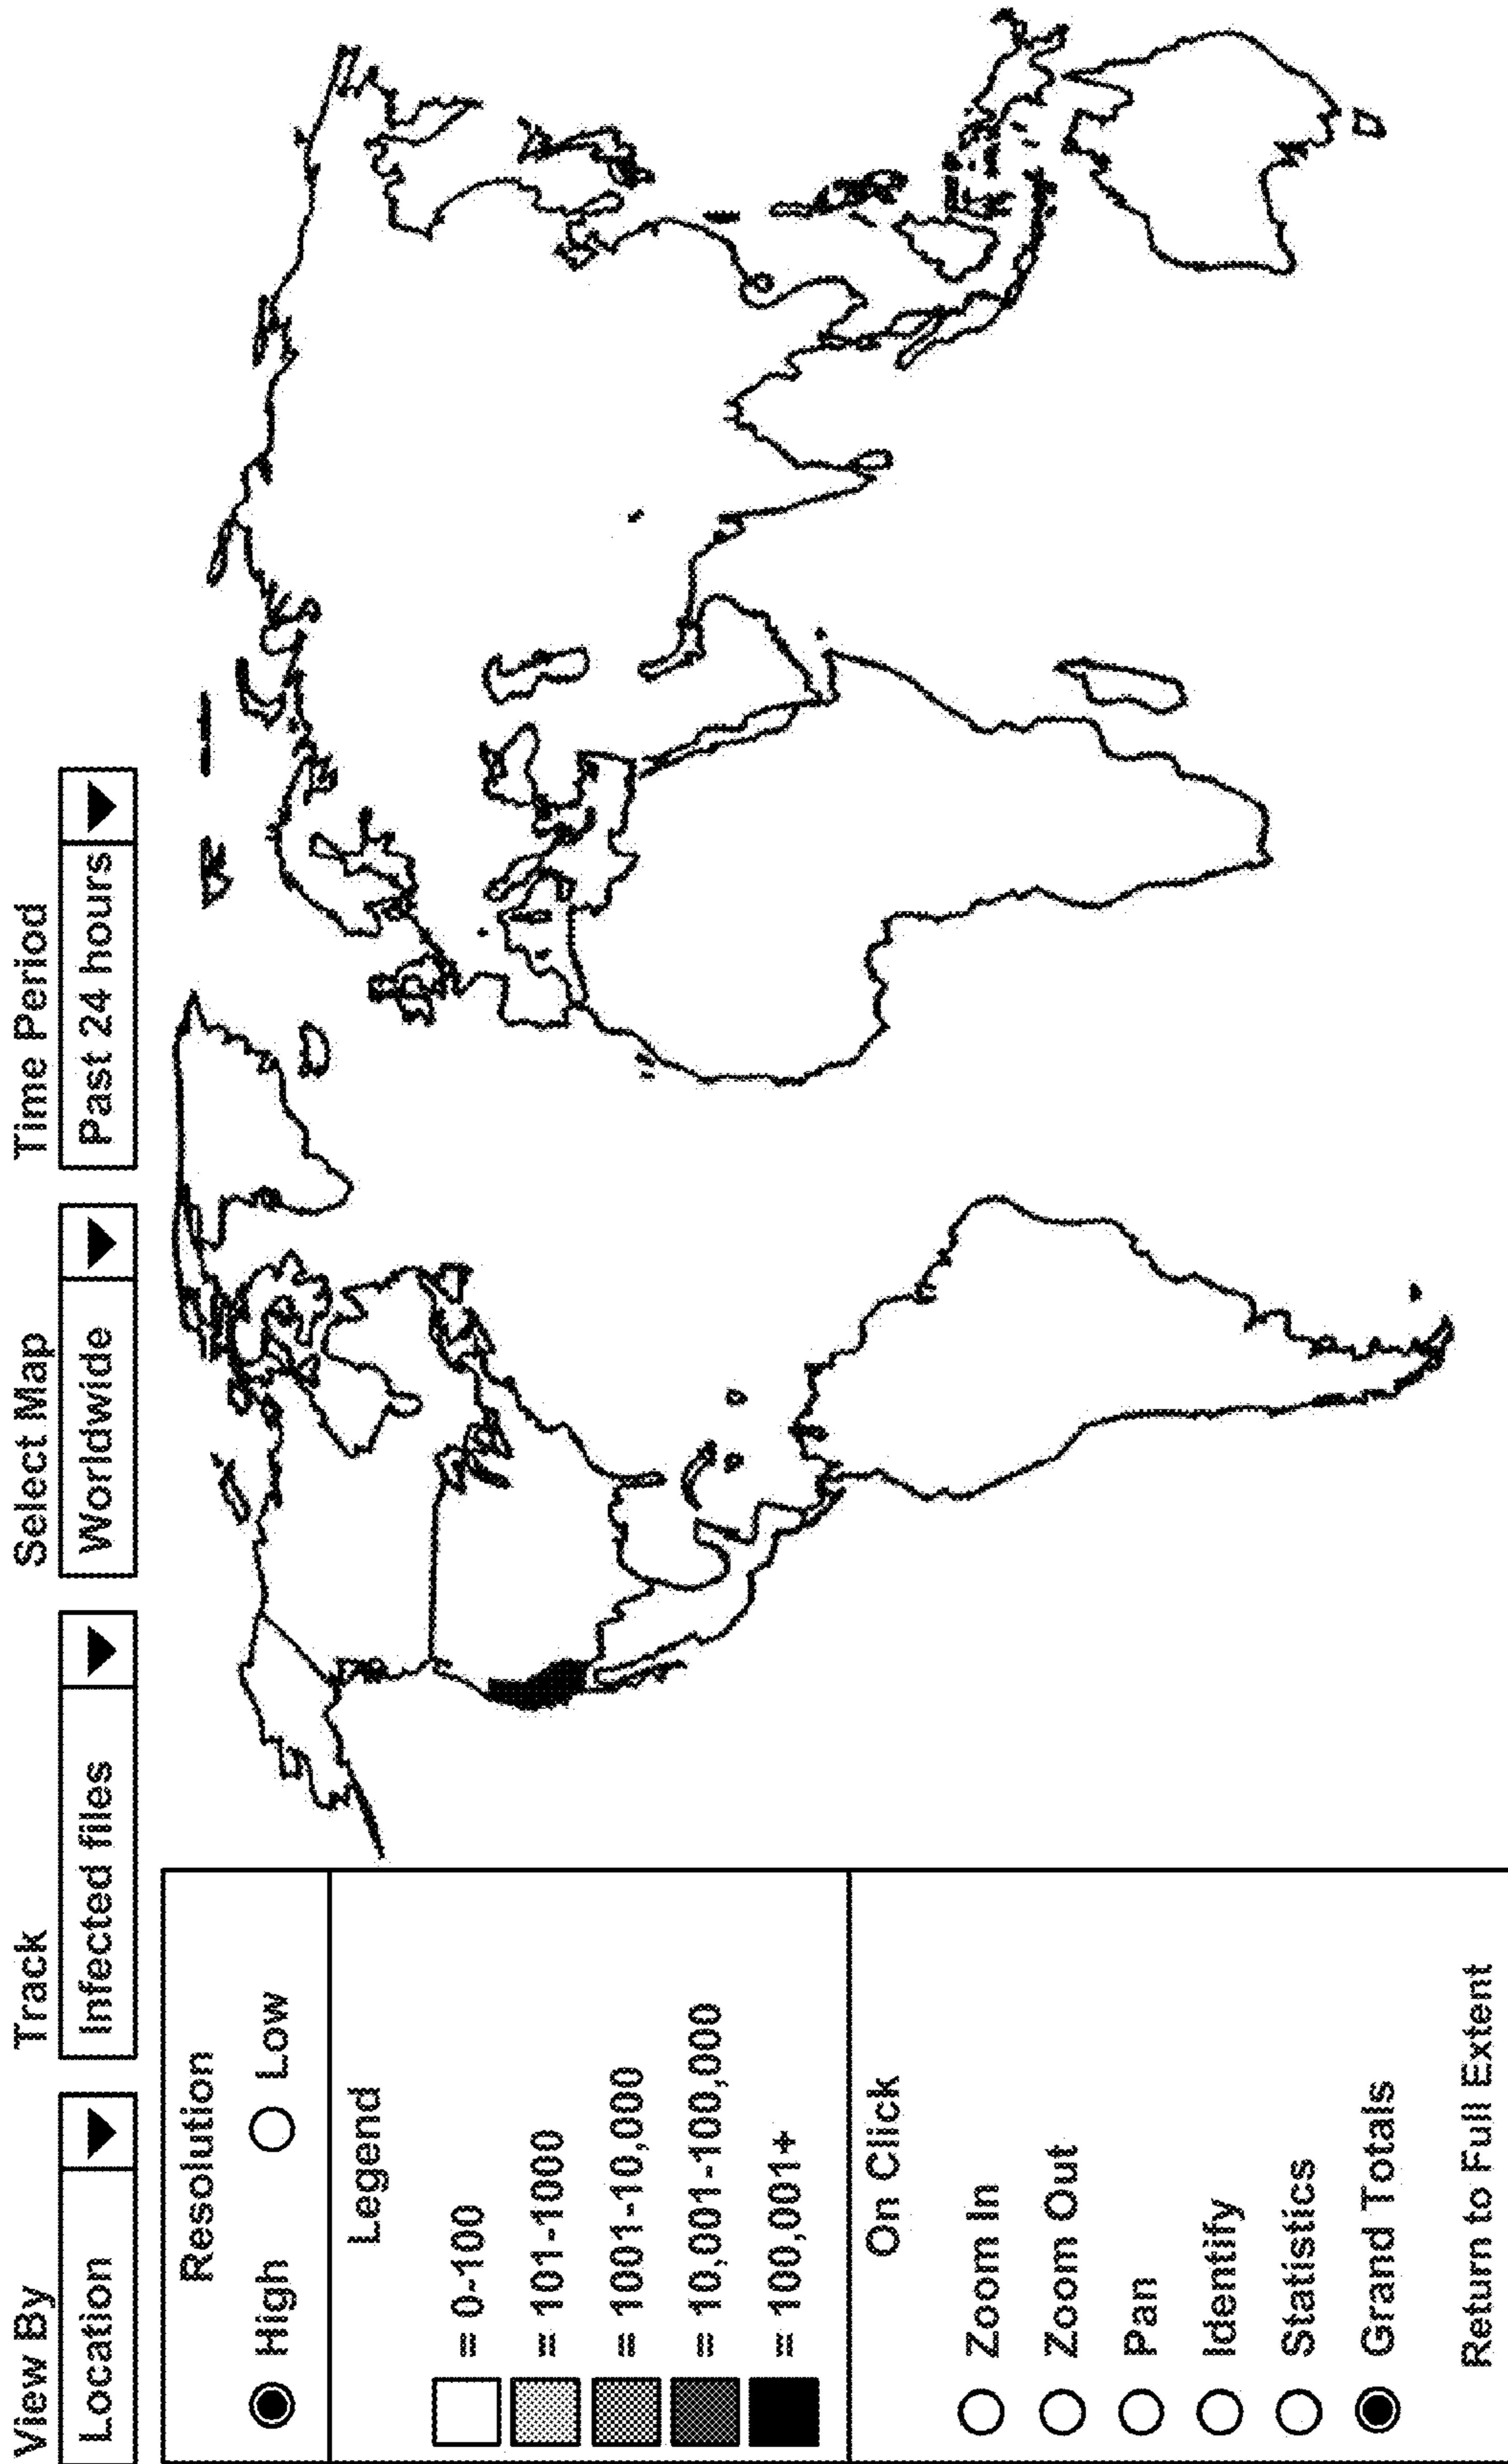 View By Track Select Map Time Period
Location Infected files Worldwide Past 24 hours
Resolution
High Low
Legend
= 0-100
= 101-1000
= 1001-10,000
= 10,001-100,000
= 100,001+
On Click
Zoom In
Zoom Out
Pan
Identify
Statistics
Grand Totals
Return to Full Extent